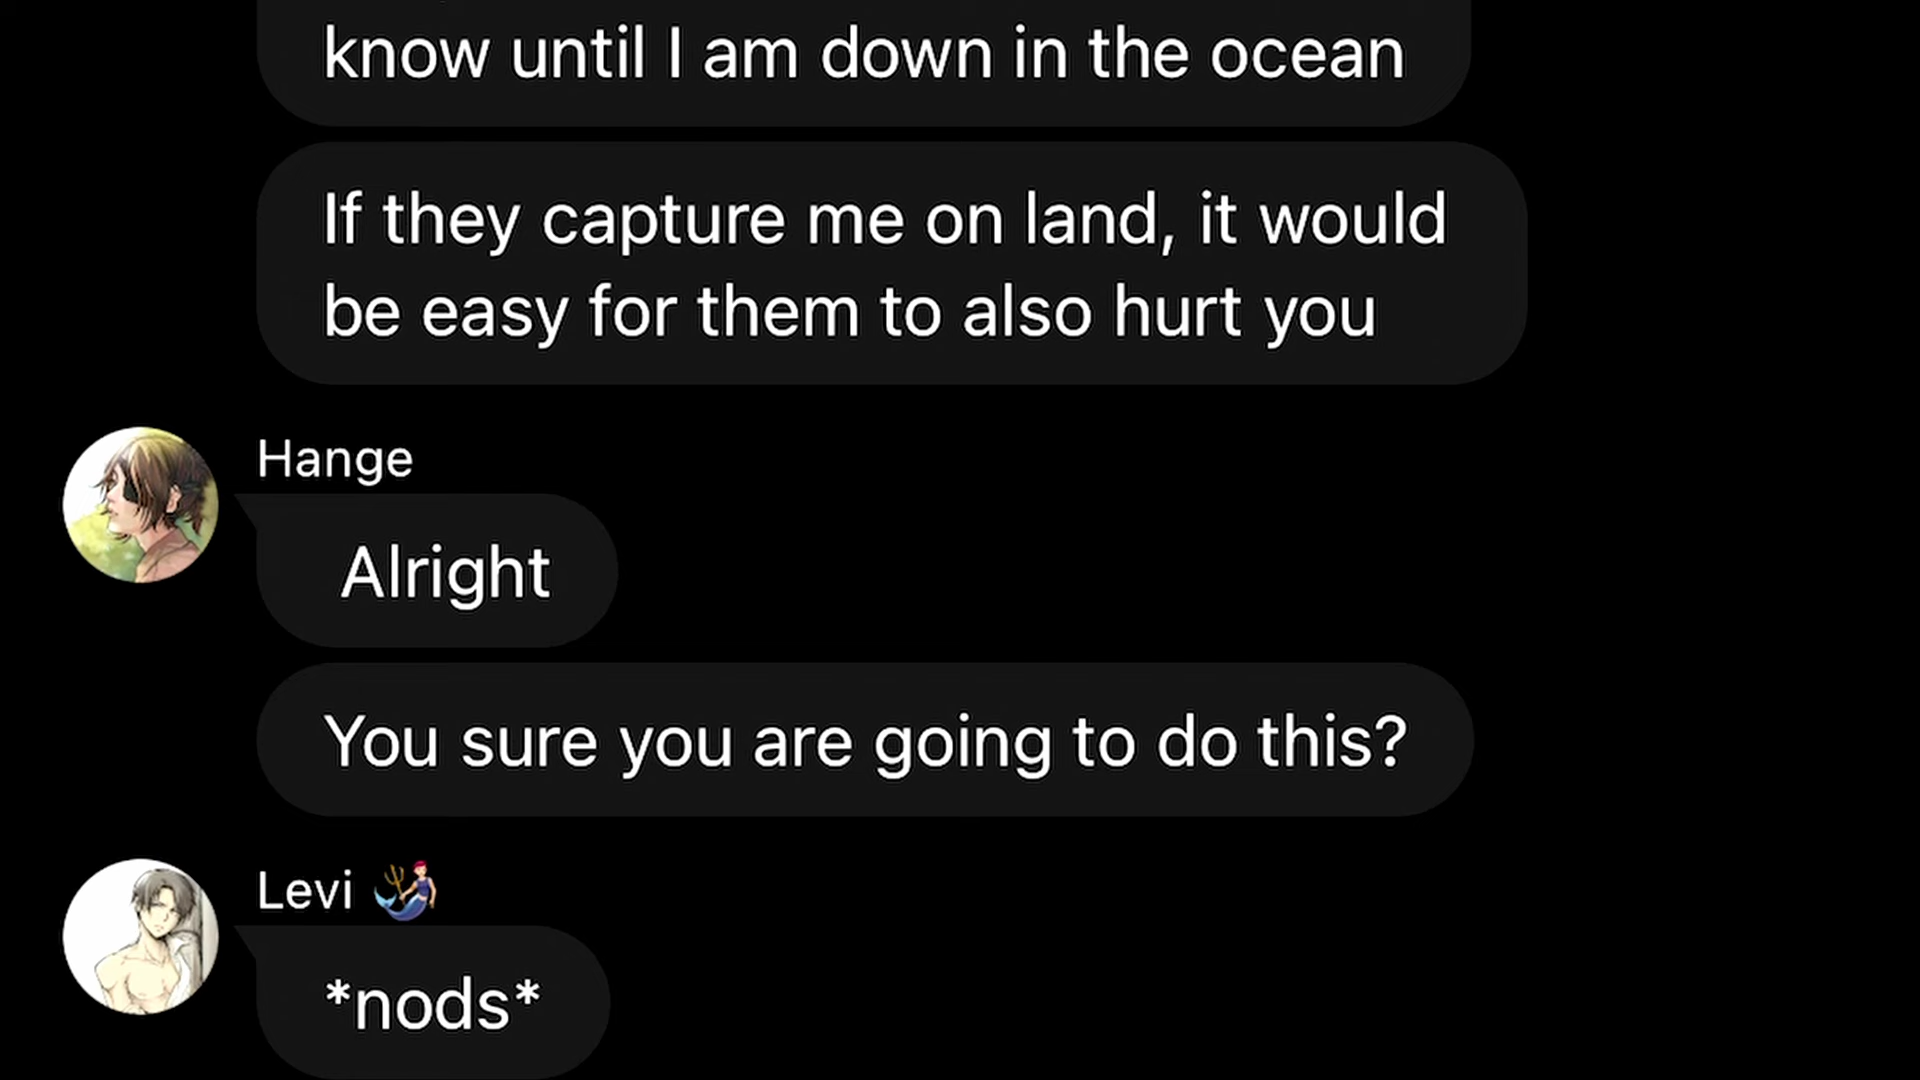 know until I am down in the ocean
If they capture me on land, it would
be easy for them to also hurt you
Hange
Alright
You sure you are going to do this?
Levi 🧜‍♂️
*nods*